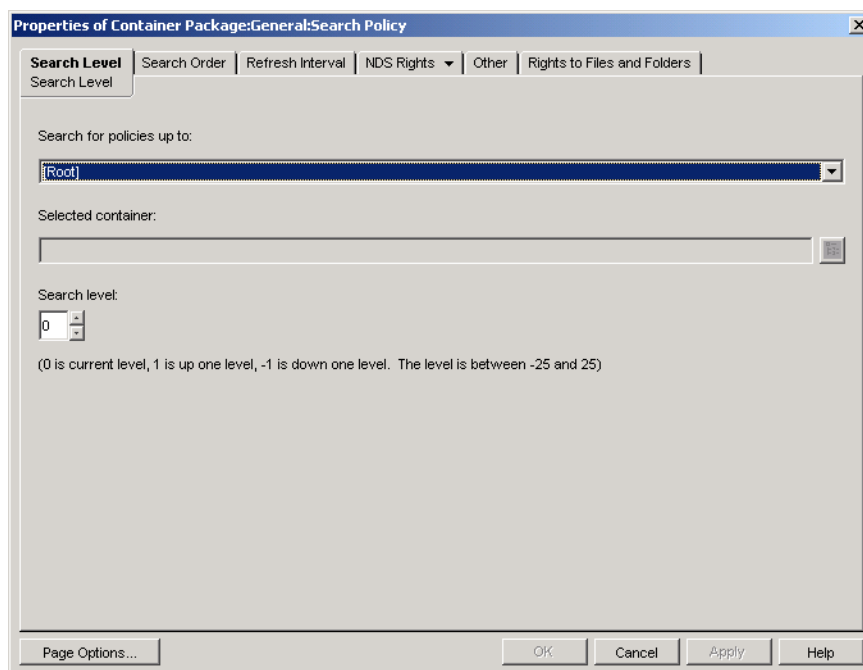 Properties of Container Package:General:Search Policy
Search Level Search Order Refresh Interval NDS Rights Other Rights to Files and Folders
Search Level
Search for policies up to:
[Root]
Selected container:
Search level:
0
(0 is current level, 1 is up one level, -1 is down one level. The level is between -25 and 25)
Page Options... OK Cancel Apply Help